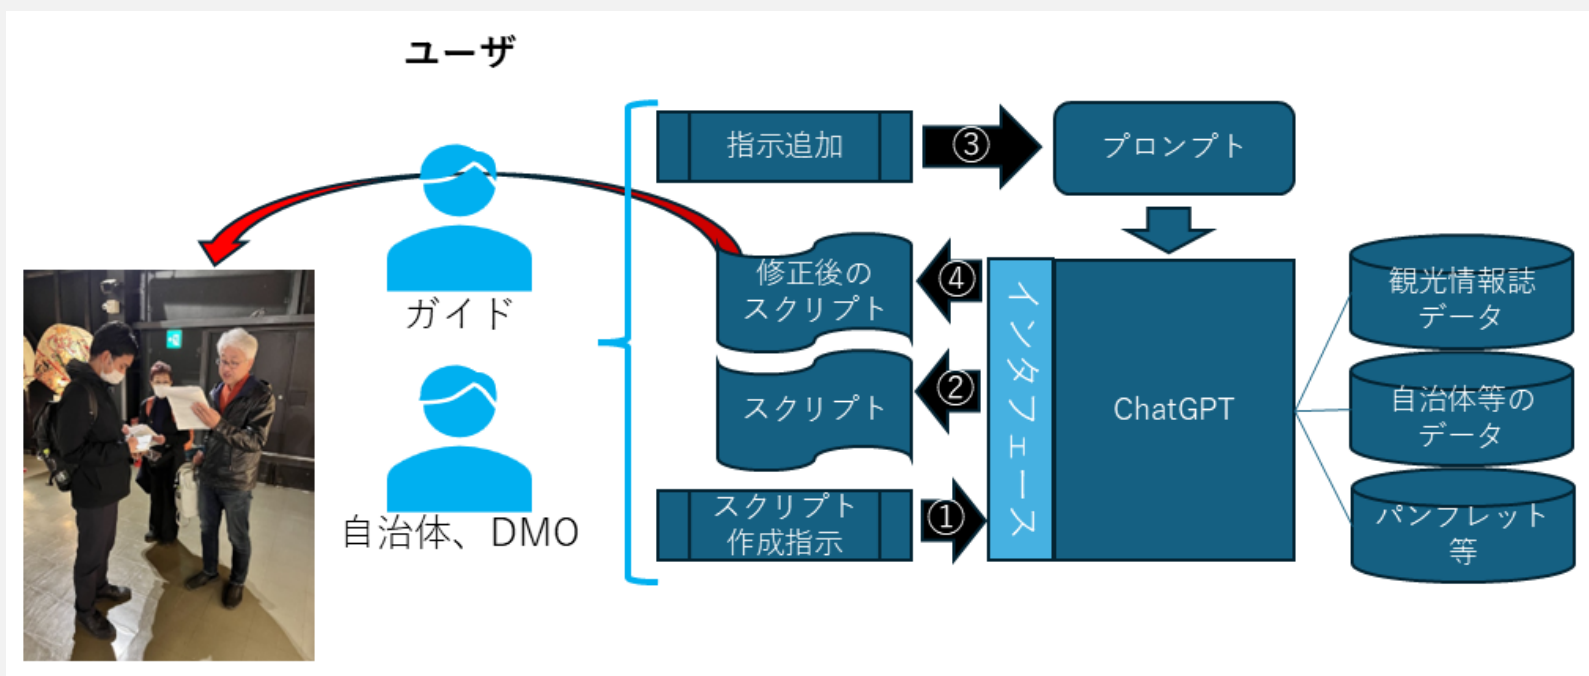 ユーザ
ガイド
自治体、DMO
指示追加
③
プロンプト
修正後の
スクリプト
④
スクリプト
②
スクリプト
作成指示
①
インタフェース
ChatGPT
観光情報誌
データ
自治体等の
データ
パンフレット
等